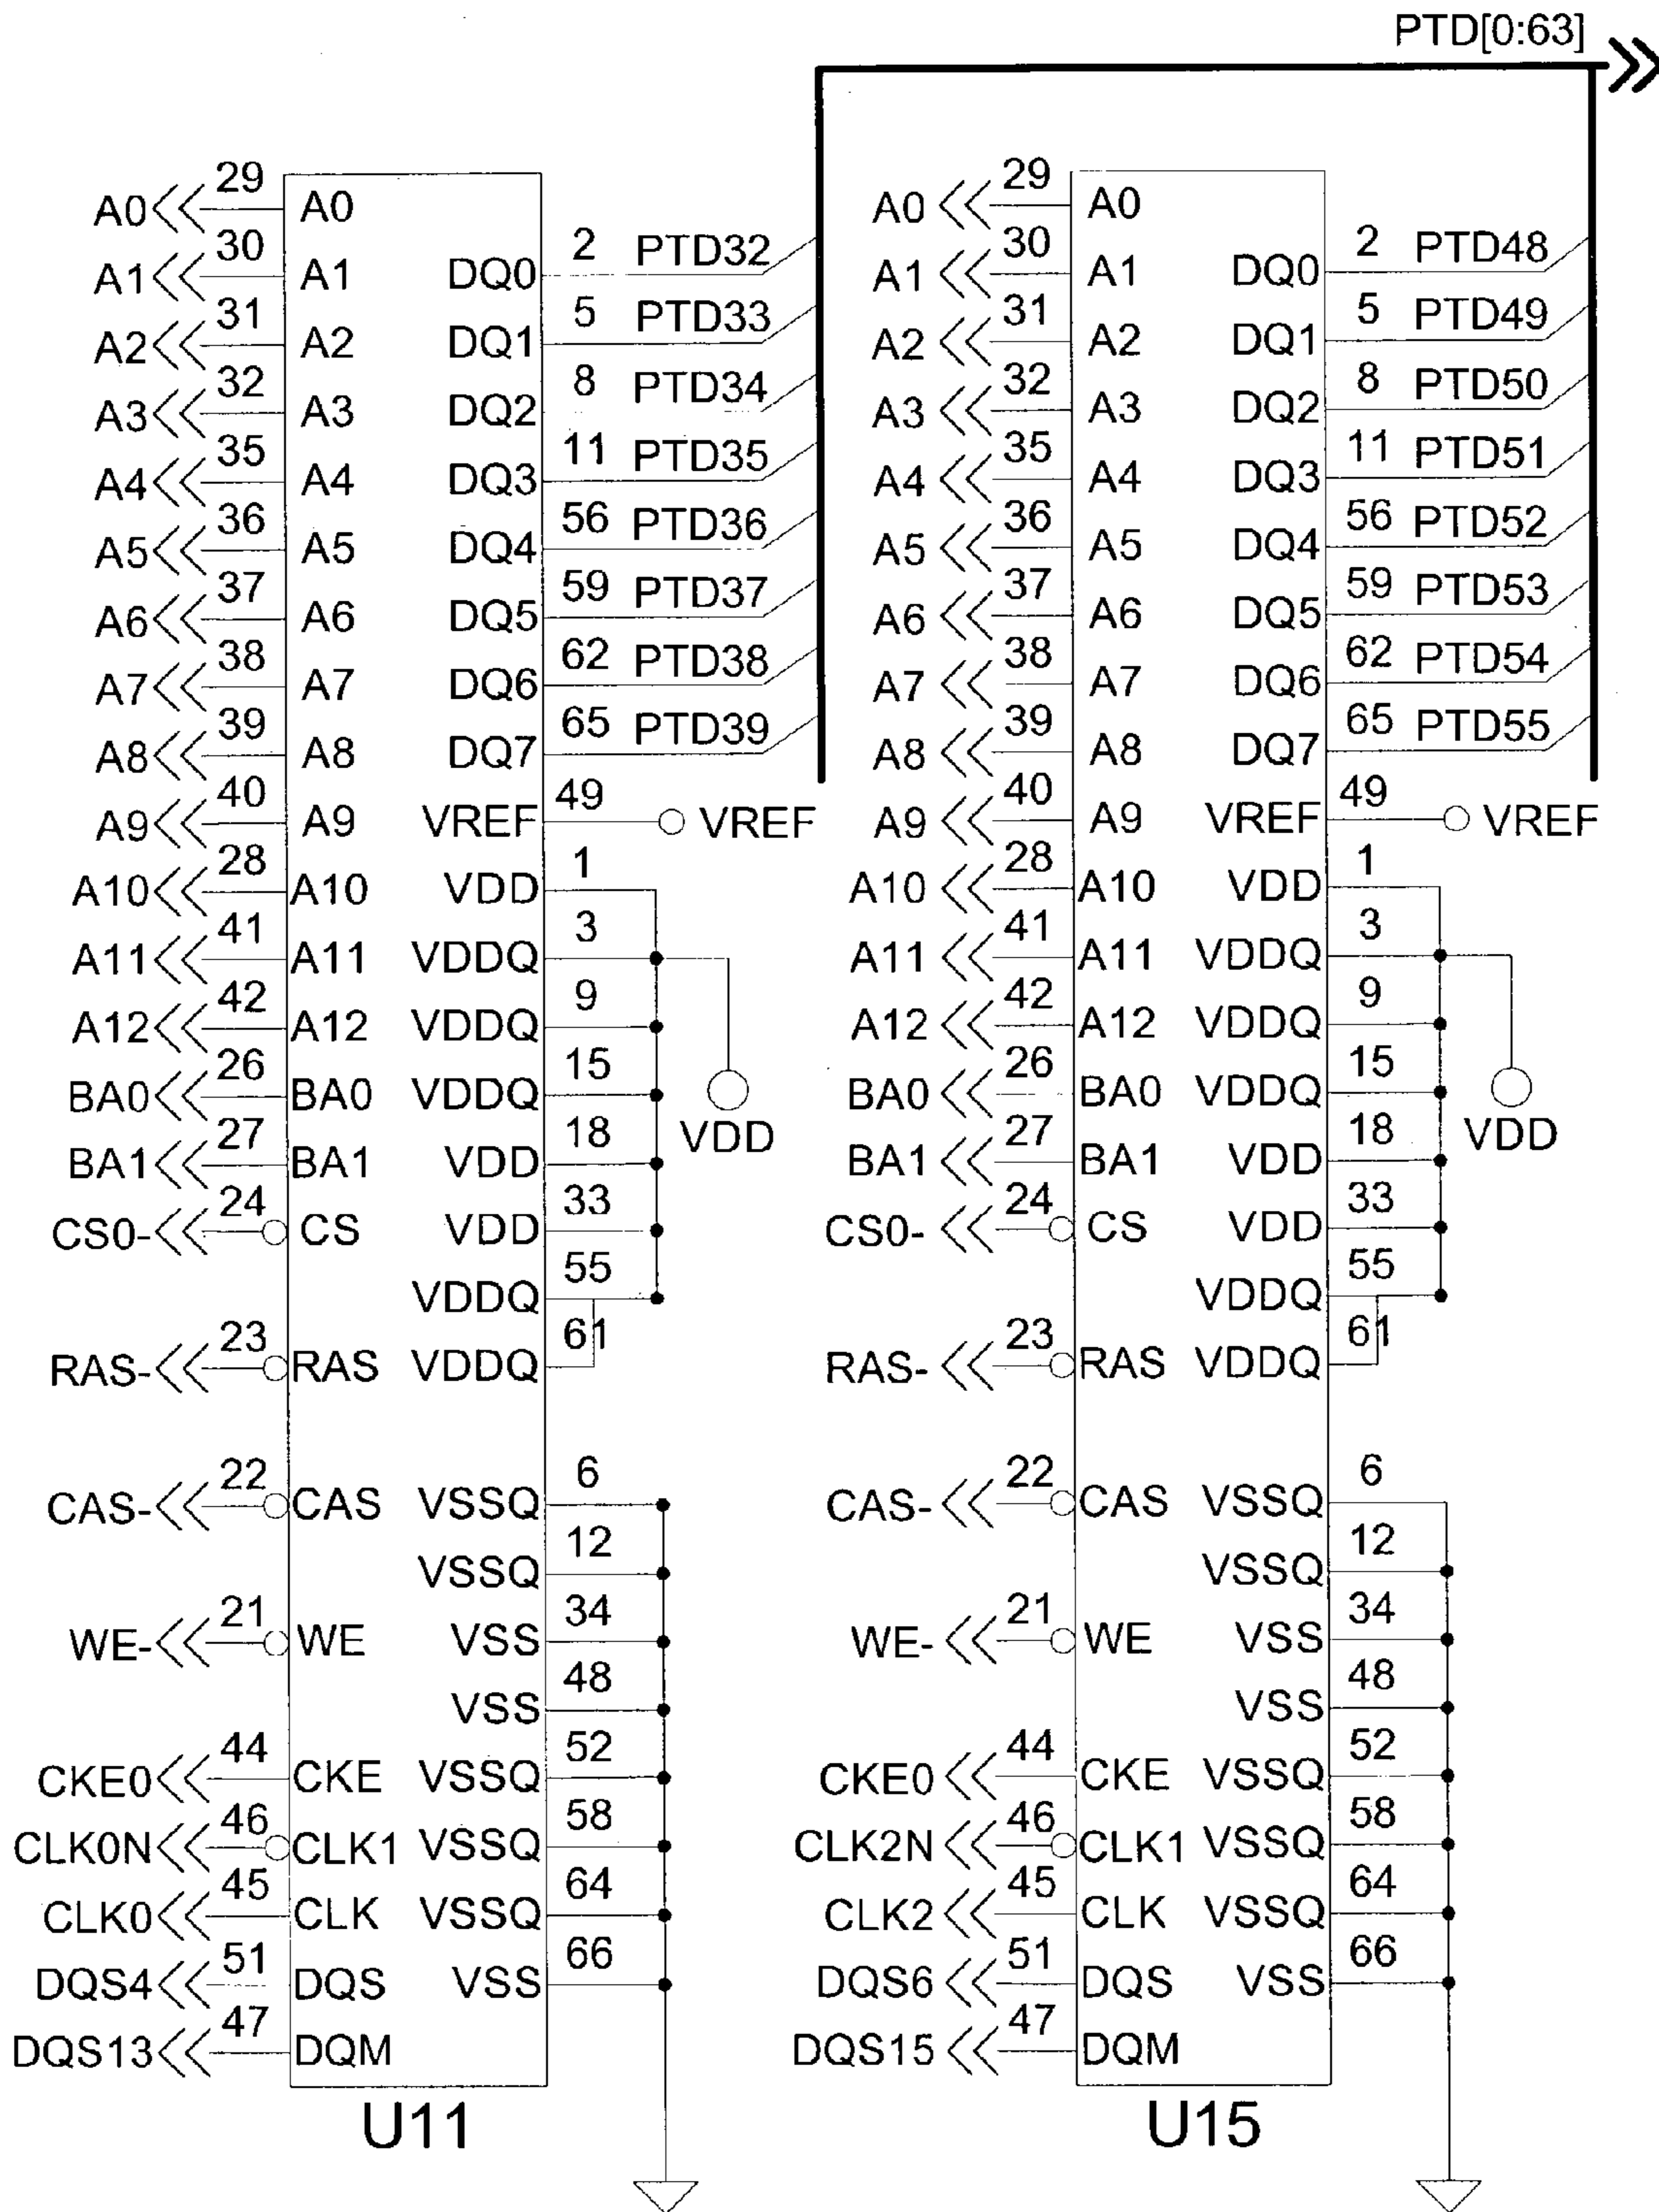 PTD[0:63]
A0 29 A0
A1 30 A1 DQ0 2 PTD32
A2 31 A2 DQ1 5 PTD33
A3 32 A3 DQ2 8 PTD34
A4 35 A4 DQ3 11 PTD35
A5 36 A5 DQ4 56 PTD36
A6 37 A6 DQ5 59 PTD37
A7 38 A7 DQ6 62 PTD38
A8 39 A8 DQ7 65 PTD39
A9 40 A9 VREF 49 VREF
A10 28 A10 VDD 1
A11 41 A11 VDDQ 3
A12 42 A12 VDDQ 9
BA0 26 BA0 VDDQ 15
VDD
BA1 27 BA1 VDD 18
CS0- 24 CS VDD 33
VDDQ 55
RAS- 23 RAS VDDQ 61
CAS- 22 CAS VSSQ 6
VSSQ 12
WE- 21 WE VSS 34
VSS 48
CKE0 44 CKE VSSQ 52
CLK0N 46 CLK1 VSSQ 58
CLK0 45 CLK VSSQ 64
DQS4 51 DQS VSS 66
DQS13 47 DQM
U11
A0 29 A0
A1 30 A1 DQ0 2 PTD48
A2 31 A2 DQ1 5 PTD49
A3 32 A3 DQ2 8 PTD50
A4 35 A4 DQ3 11 PTD51
A5 36 A5 DQ4 56 PTD52
A6 37 A6 DQ5 59 PTD53
A7 38 A7 DQ6 62 PTD54
A8 39 A8 DQ7 65 PTD55
A9 40 A9 VREF 49 VREF
A10 28 A10 VDD 1
A11 41 A11 VDDQ 3
A12 42 A12 VDDQ 9
BA0 26 BA0 VDDQ 15
VDD
BA1 27 BA1 VDD 18
CS0- 24 CS VDD 33
VDDQ 55
RAS- 23 RAS VDDQ 61
CAS- 22 CAS VSSQ 6
VSSQ 12
WE- 21 WE VSS 34
VSS 48
CKE0 44 CKE VSSQ 52
CLK2N 46 CLK1 VSSQ 58
CLK2 45 CLK VSSQ 64
DQS6 51 DQS VSS 66
DQS15 47 DQM
U15